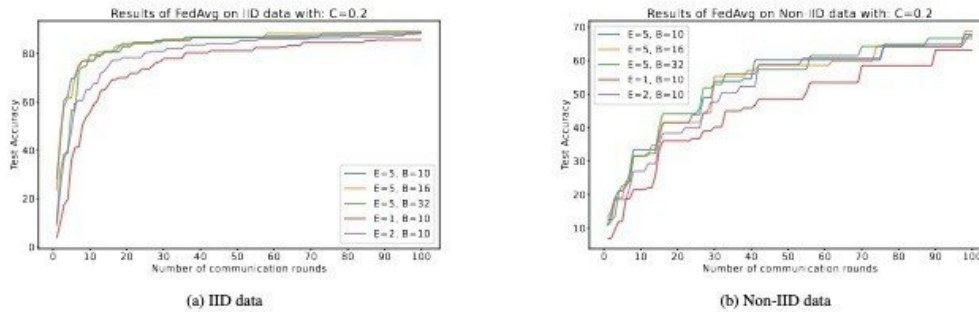 Results of FedAvg on IID data with: C=0.2
Test Accuracy
80
60
40
20
0
E=5, B=10
E=5, B=16
E=5, B=32
E=1, B=10
E=2, B=10
0 10 20 30 40 50 60 70 80 90 100
Number of communication rounds
(a) IID data
Results of FedAvg on Non-IID data with: C=0.2
Test Accuracy
70
60
50
40
30
20
10
E=5, B=10
E=5, B=16
E=5, B=32
E=1, B=10
E=2, B=10
0 10 20 30 40 50 60 70 80 90 100
Number of communication rounds
(b) Non-IID data